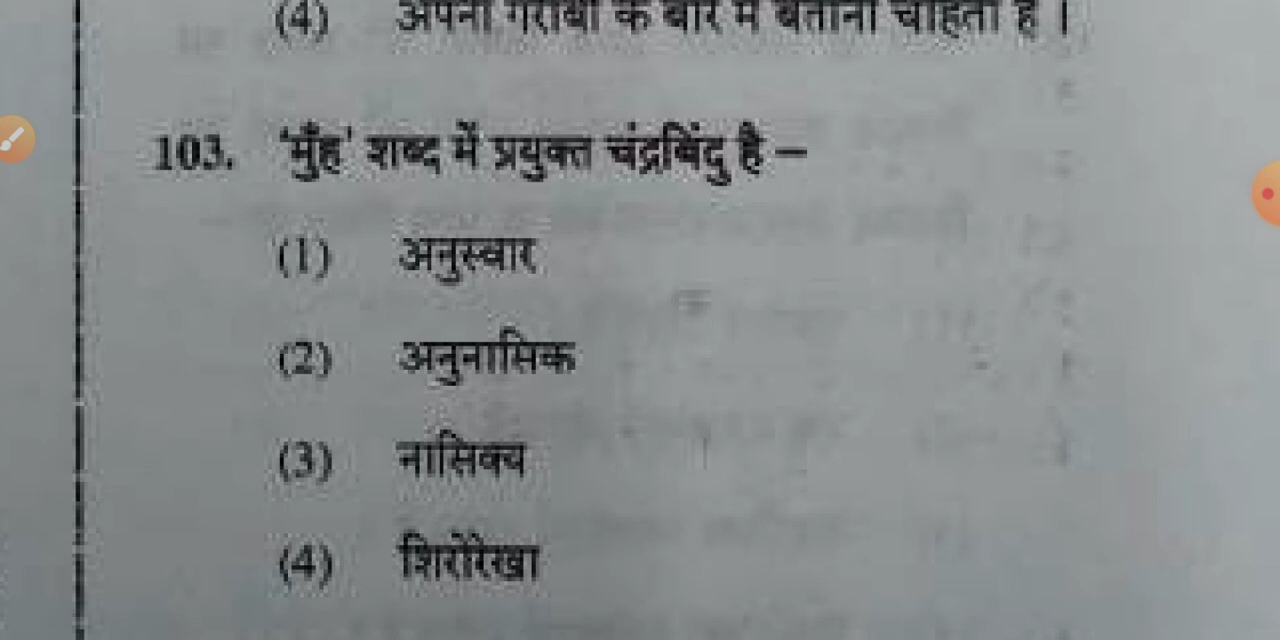 (4) अपनी गरीबी के बारे में बताना चाहता है ।
103. 'मुँह' शब्द में प्रयुक्त चंद्रबिंदु है –
(1) अनुस्वार
(2) अनुनासिक
(3) नासिक्य
(4) शिरोरेखा